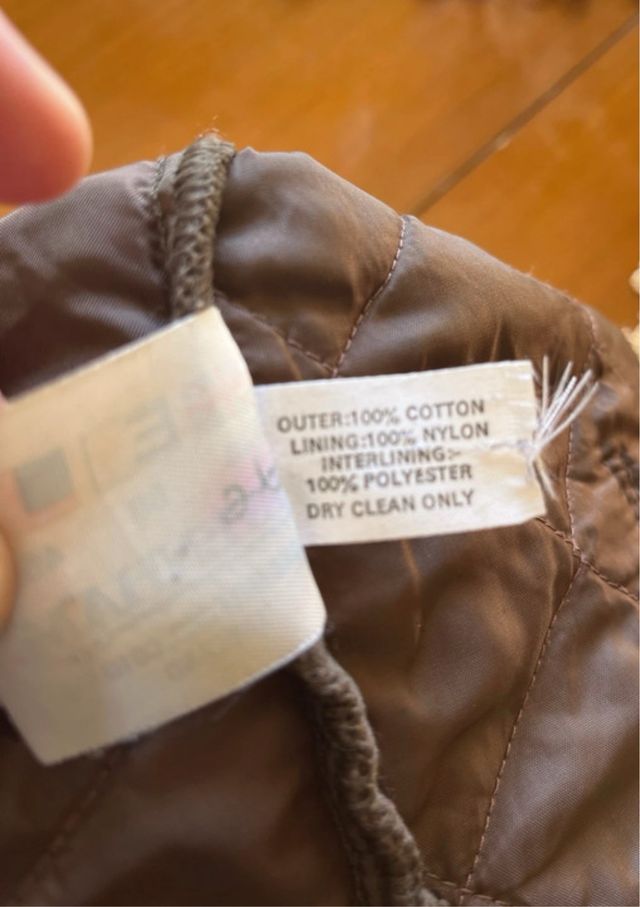 OUTER:100% COTTON
LINING:100% NYLON
INTERLINING:-
100% POLYESTER
DRY CLEAN ONLY